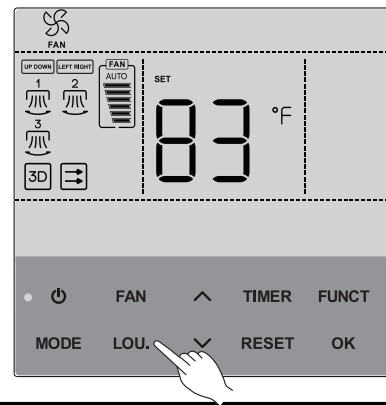 FAN
UP DOWN LEFT RIGHT FAN
1 2 AUTO SET
83 °F
3
3D
FAN TIMER FUNCT
MODE LOU. RESET OK